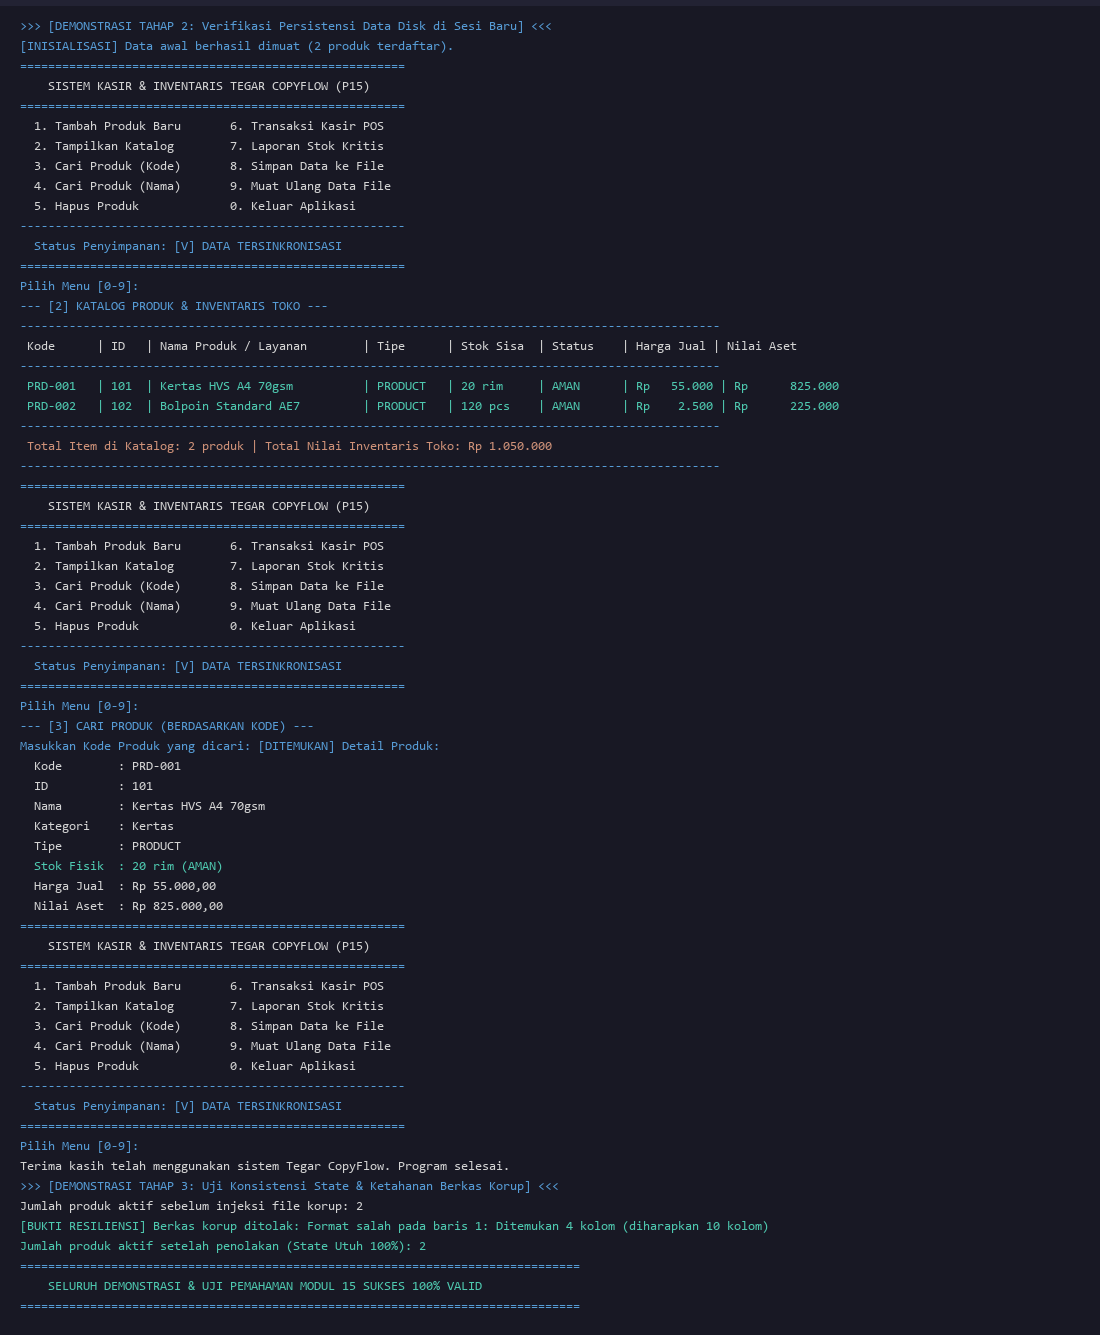 >>> [DEMONSTRASI TAHAP 2: Verifikasi Persistensi Data Disk di Sesi Baru] <<<
[INISIALISASI] Data awal berhasil dimuat (2 produk terdaftar).
=======================================================
    SISTEM KASIR & INVENTARIS TEGAR COPYFLOW (P15)
=======================================================
  1. Tambah Produk Baru       6. Transaksi Kasir POS
  2. Tampilkan Katalog        7. Laporan Stok Kritis
  3. Cari Produk (Kode)       8. Simpan Data ke File
  4. Cari Produk (Nama)       9. Muat Ulang Data File
  5. Hapus Produk             0. Keluar Aplikasi
-------------------------------------------------------
  Status Penyimpanan: [V] DATA TERSINKRONISASI
=======================================================
Pilih Menu [0-9]:
--- [2] KATALOG PRODUK & INVENTARIS TOKO ---
----------------------------------------------------------------------------------------------------
 Kode      | ID   | Nama Produk / Layanan        | Tipe      | Stok Sisa  | Status    | Harga Jual | Nilai Aset
----------------------------------------------------------------------------------------------------
 PRD-001   | 101  | Kertas HVS A4 70gsm          | PRODUCT   | 20 rim     | AMAN      | Rp   55.000 | Rp      825.000
 PRD-002   | 102  | Bolpoin Standard AE7         | PRODUCT   | 120 pcs    | AMAN      | Rp    2.500 | Rp      225.000
----------------------------------------------------------------------------------------------------
 Total Item di Katalog: 2 produk | Total Nilai Inventaris Toko: Rp 1.050.000
----------------------------------------------------------------------------------------------------
=======================================================
    SISTEM KASIR & INVENTARIS TEGAR COPYFLOW (P15)
=======================================================
  1. Tambah Produk Baru       6. Transaksi Kasir POS
  2. Tampilkan Katalog        7. Laporan Stok Kritis
  3. Cari Produk (Kode)       8. Simpan Data ke File
  4. Cari Produk (Nama)       9. Muat Ulang Data File
  5. Hapus Produk             0. Keluar Aplikasi
-------------------------------------------------------
  Status Penyimpanan: [V] DATA TERSINKRONISASI
=======================================================
Pilih Menu [0-9]:
--- [3] CARI PRODUK (BERDASARKAN KODE) ---
Masukkan Kode Produk yang dicari: [DITEMUKAN] Detail Produk:
  Kode        : PRD-001
  ID          : 101
  Nama        : Kertas HVS A4 70gsm
  Kategori    : Kertas
  Tipe        : PRODUCT
  Stok Fisik  : 20 rim (AMAN)
  Harga Jual  : Rp 55.000,00
  Nilai Aset  : Rp 825.000,00
=======================================================
    SISTEM KASIR & INVENTARIS TEGAR COPYFLOW (P15)
=======================================================
  1. Tambah Produk Baru       6. Transaksi Kasir POS
  2. Tampilkan Katalog        7. Laporan Stok Kritis
  3. Cari Produk (Kode)       8. Simpan Data ke File
  4. Cari Produk (Nama)       9. Muat Ulang Data File
  5. Hapus Produk             0. Keluar Aplikasi
-------------------------------------------------------
  Status Penyimpanan: [V] DATA TERSINKRONISASI
=======================================================
Pilih Menu [0-9]:
Terima kasih telah menggunakan sistem Tegar CopyFlow. Program selesai.
>>> [DEMONSTRASI TAHAP 3: Uji Konsistensi State & Ketahanan Berkas Korup] <<<
Jumlah produk aktif sebelum injeksi file korup: 2
[BUKTI RESILIENSI] Berkas korup ditolak: Format salah pada baris 1: Ditemukan 4 kolom (diharapkan 10 kolom)
Jumlah produk aktif setelah penolakan (State Utuh 100%): 2
================================================================================
    SELURUH DEMONSTRASI & UJI PEMAHAMAN MODUL 15 SUKSES 100% VALID
================================================================================